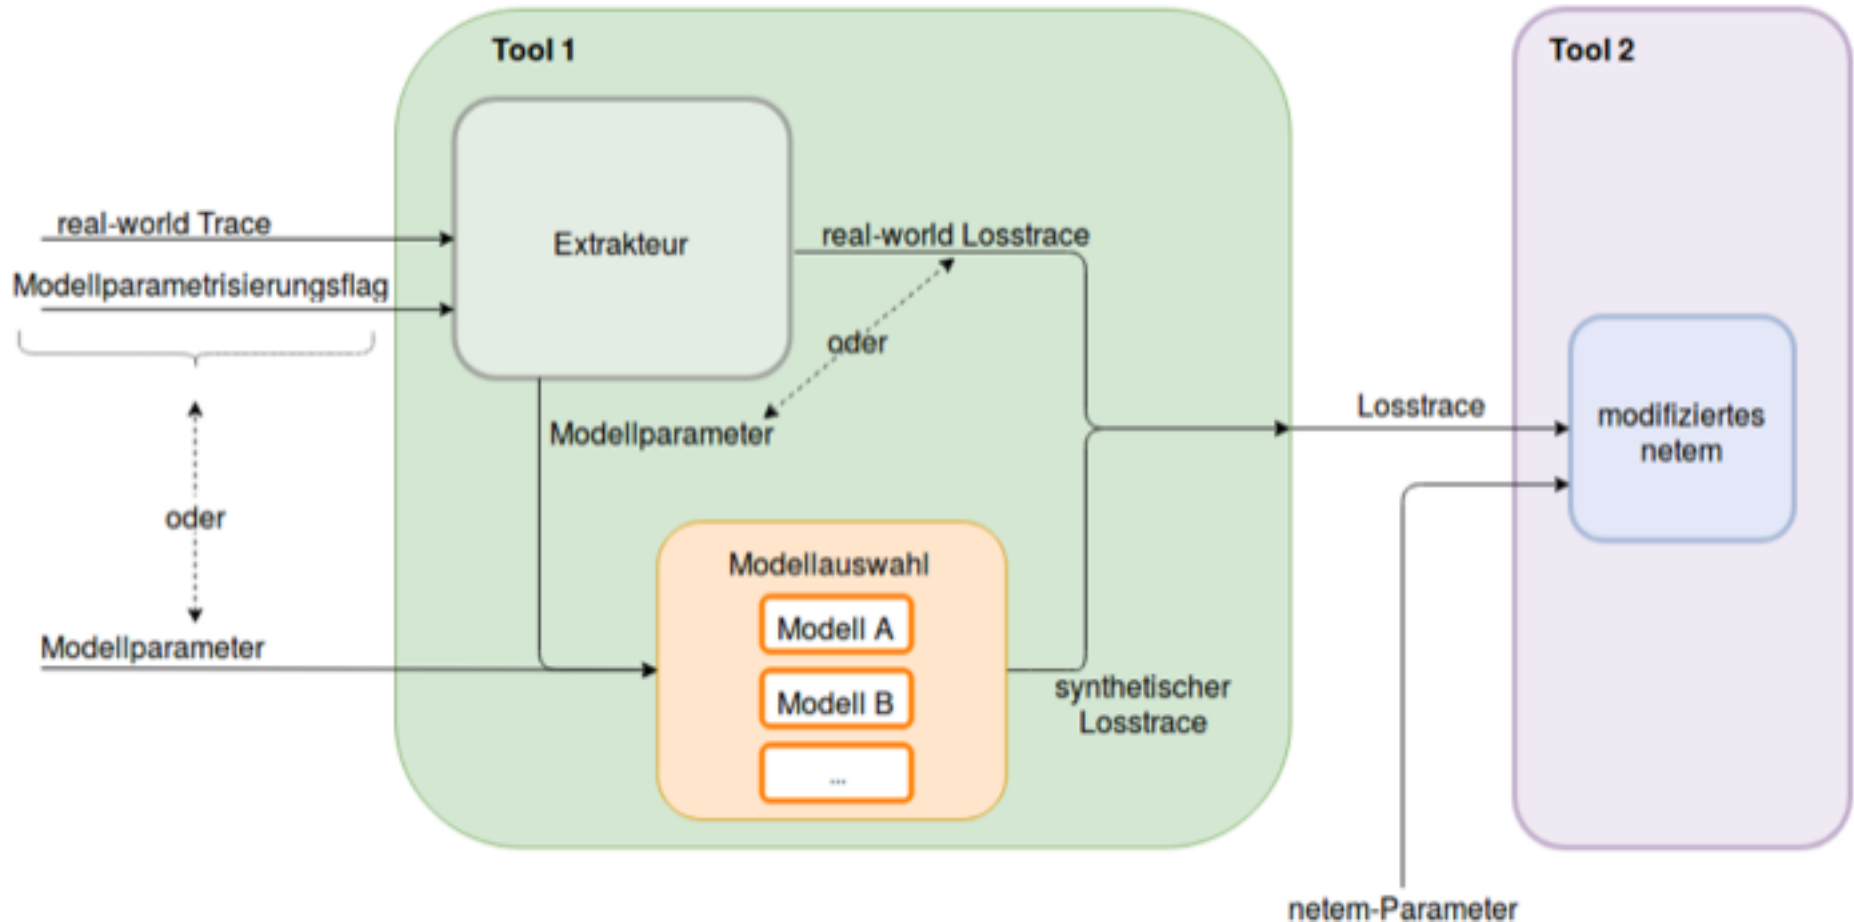 Tool 1
Tool 2
real-world Trace
Extrakteur
real-world Losstrace
Modellparametrisierungsflag
oder
Modellparameter
Losstrace
modifiziertes
netem
oder
Modellauswahl
Modell A
Modellparameter
Modell B
synthetischer
Losstrace
...
netem-Parameter